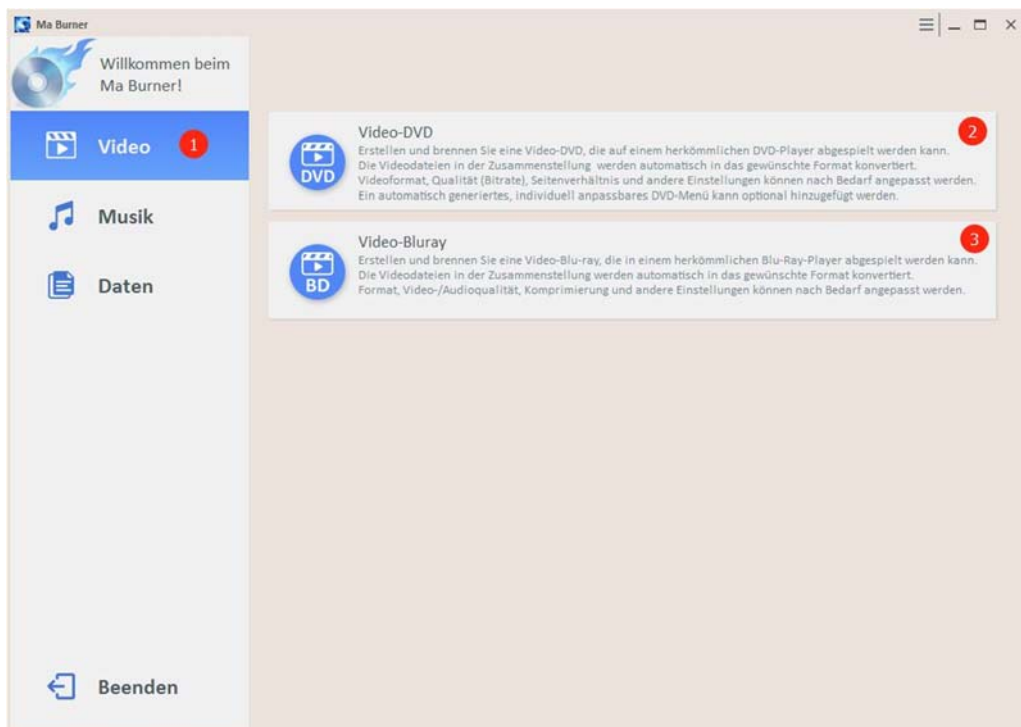 Ma Burner
Willkommen beim
Ma Burner!
Video 1
Musik
Daten
Beenden
Video-DVD 2
Erstellen und brennen Sie eine Video-DVD, die auf einem herkömmlichen DVD-Player abgespielt werden kann.
Die Videodateien in der Zusammenstellung werden automatisch in das gewünschte Format konvertiert.
Videoformat, Qualität (Bitrate), Seitenverhältnis und andere Einstellungen können nach Bedarf angepasst werden.
Ein automatisch generiertes, individuell anpassbares DVD-Menü kann optional hinzugefügt werden.
DVD
Video-Bluray 3
Erstellen und brennen Sie eine Video-Blu-ray, die in einem herkömmlichen Blu-Ray-Player abgespielt werden kann.
Die Videodateien in der Zusammenstellung werden automatisch in das gewünschte Format konvertiert.
Format, Video-/Audioqualität, Komprimierung und andere Einstellungen können nach Bedarf angepasst werden.
BD